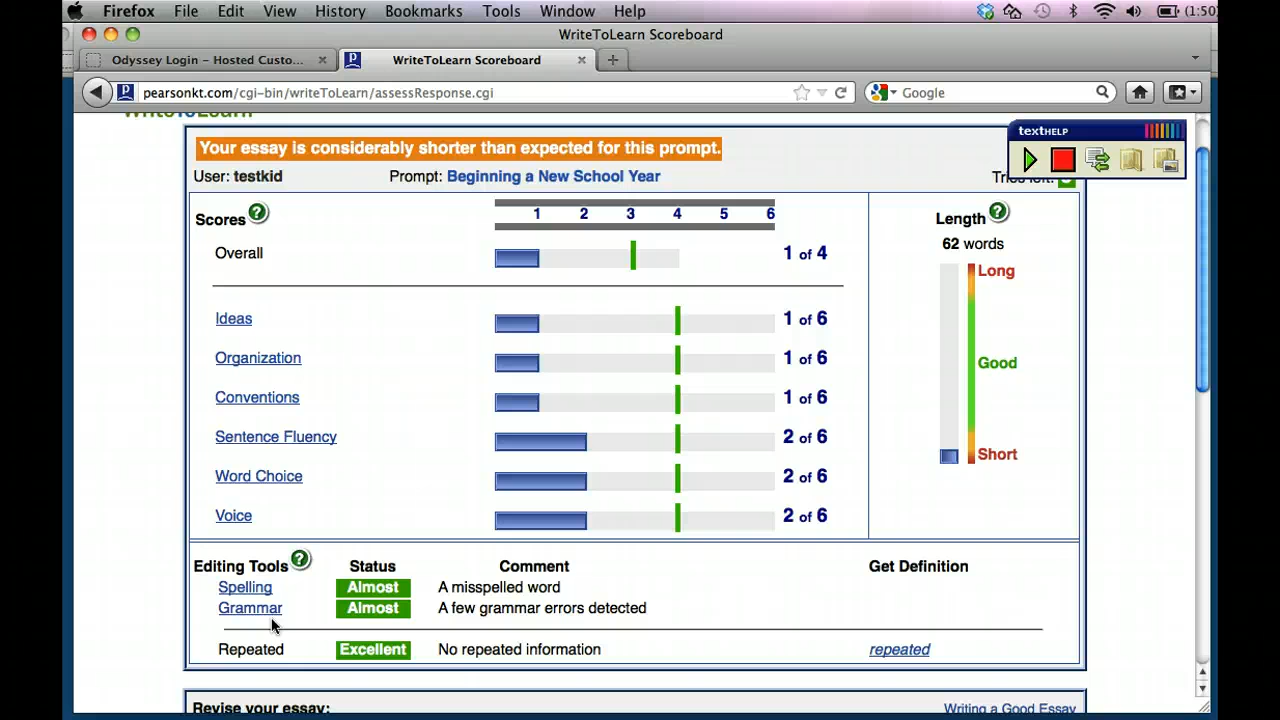 Firefox File Edit View History Bookmarks Tools Window Help (1:50
WriteToLearn Scoreboard
Odyssey Login – Hosted Custo... WriteToLearn Scoreboard
pearsonkt.com/cgi-bin/writeToLearn/assessResponse.cgi Google
WriteToLearn
textHELP
Your essay is considerably shorter than expected for this prompt.
User: testkid Prompt: Beginning a New School Year Tries left:
Scores ? 1 2 3 4 5 6 Length ?
62 words
Overall 1 of 4 Long
Ideas 1 of 6
Organization 1 of 6 Good
Conventions 1 of 6
Sentence Fluency 2 of 6 Short
Word Choice 2 of 6
Voice 2 of 6
Editing Tools ? Status Comment Get Definition
Spelling Almost A misspelled word
Grammar Almost A few grammar errors detected
Repeated Excellent No repeated information repeated
Revise your essay: Writing a Good Essay